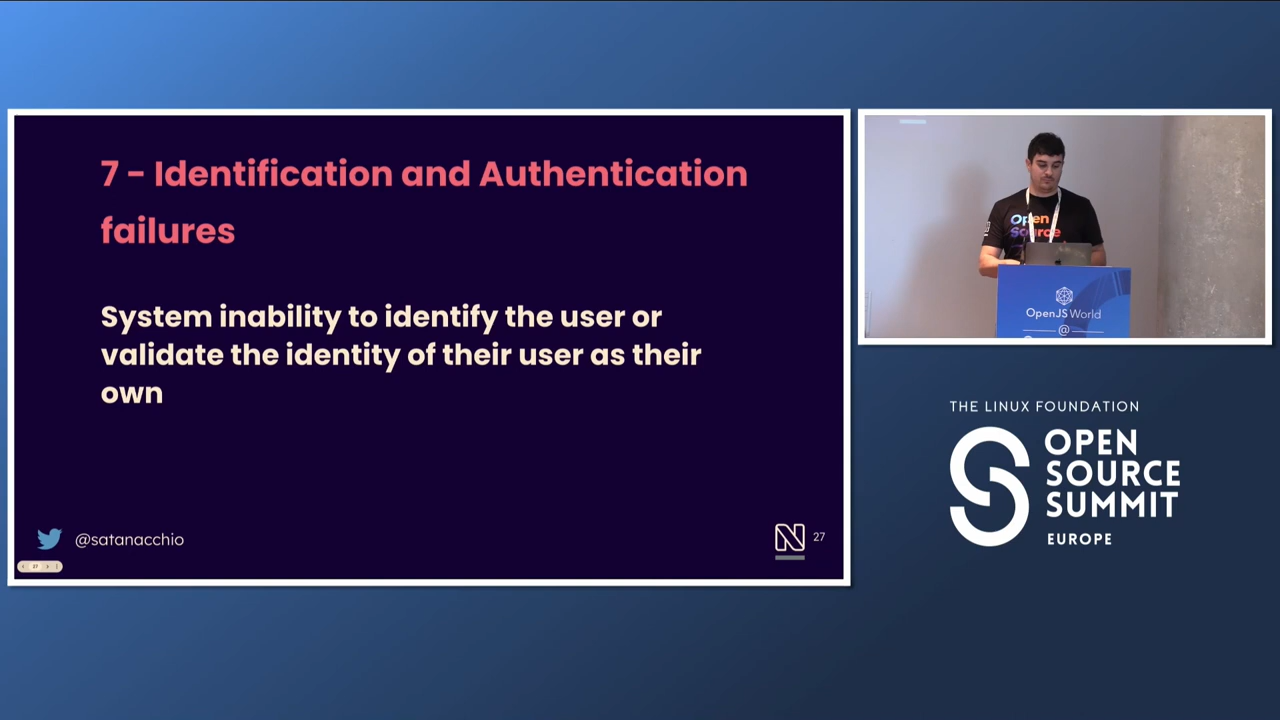 7 - Identification and Authentication
failures
System inability to identify the user or
validate the identity of their user as their
own
@satanacchio
N
27
27
Open
Source
OpenJS World
@
THE LINUX FOUNDATION
OPEN
SOURCE
SUMMIT
EUROPE